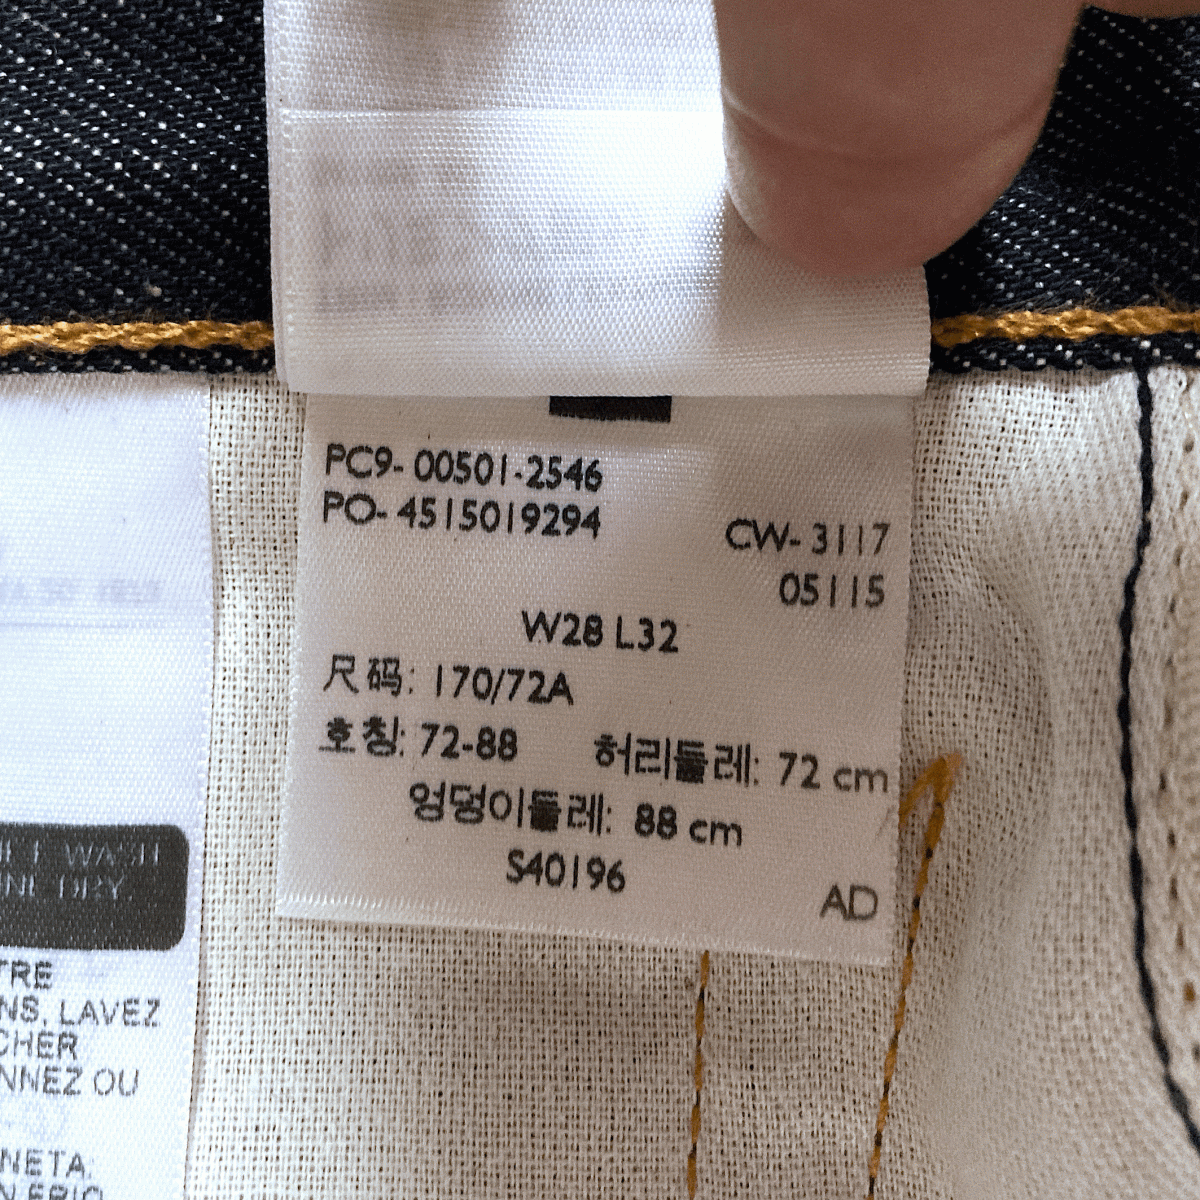 PC9- 00501-2546
PO- 4515019294
CW- 3117
05115
W28 L32
尺码: 170/72A
호칭: 72-88 허리둘레: 72 cm
엉덩이둘레: 88 cm
S40196
AD
WASH
DRY.
TRE
NS, LAVEZ
CHER
NNEZ OU
NETA: